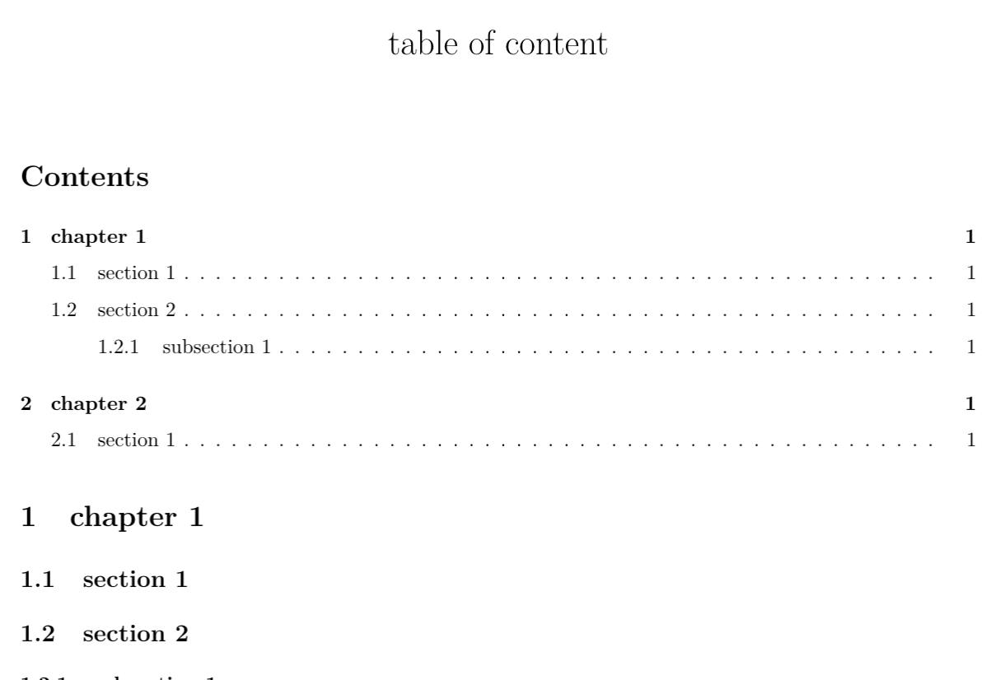 table of content
Contents
1 chapter 1 1
1.1 section 1 . . . . . . . . . . . . . . . . . . . . . . . . . . . . . . . . . . . . . . . . . . . . . . . . 1
1.2 section 2 . . . . . . . . . . . . . . . . . . . . . . . . . . . . . . . . . . . . . . . . . . . . . . . . 1
1.2.1 subsection 1 . . . . . . . . . . . . . . . . . . . . . . . . . . . . . . . . . . . . . . . . . . 1
2 chapter 2 1
2.1 section 1 . . . . . . . . . . . . . . . . . . . . . . . . . . . . . . . . . . . . . . . . . . . . . . . . 1
1 chapter 1
1.1 section 1
1.2 section 2